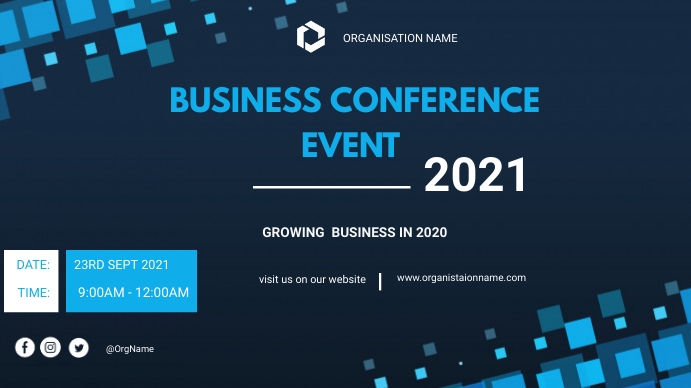 ORGANISATION NAME
BUSINESS CONFERENCE
EVENT
2021
GROWING  BUSINESS IN 2020
DATE: 23RD SEPT 2021
TIME: 9:00AM - 12:00AM
visit us on our website | www.organistaionname.com
@OrgName